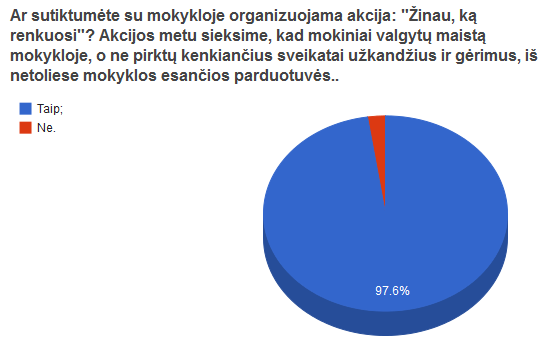 Ar sutiktumėte su mokykloje organizuojama akcija: "Žinau, ką
renkuosi"? Akcijos metu sieksime, kad mokiniai valgytų maistą
mokykloje, o ne pirktų kenkiančius sveikatai užkandžius ir gėrimus, iš
netoliese mokyklos esančios parduotuvės..
Taip;
Ne.
97.6%